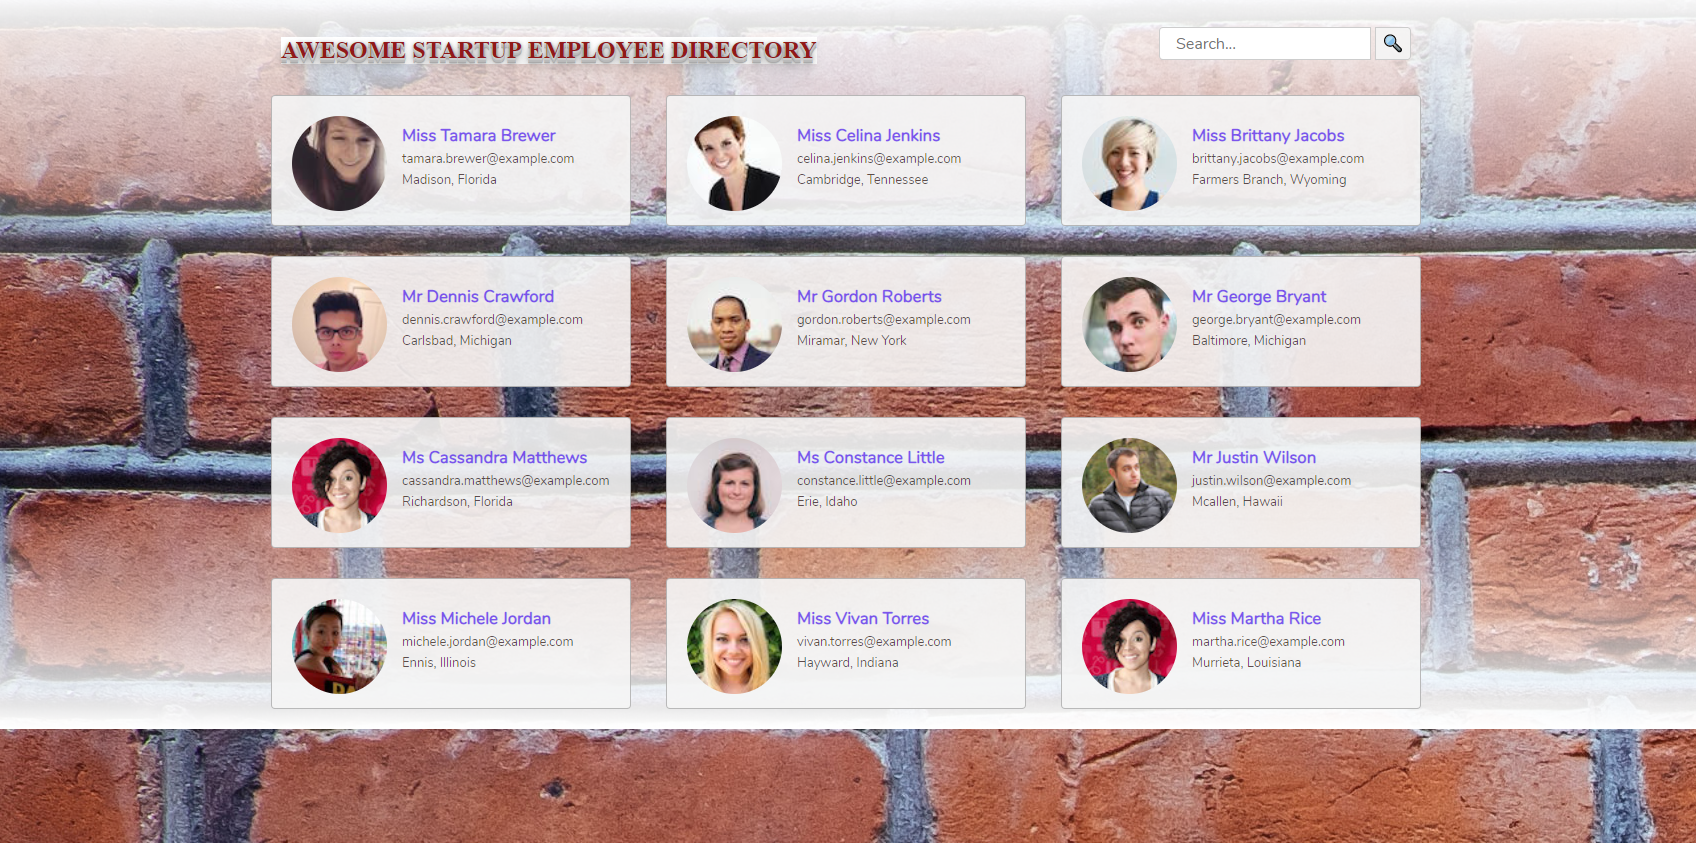 AWESOME STARTUP EMPLOYEE DIRECTORY
Search...
Miss Tamara Brewer
tamara.brewer@example.com
Madison, Florida
Miss Celina Jenkins
celina.jenkins@example.com
Cambridge, Tennessee
Miss Brittany Jacobs
brittany.jacobs@example.com
Farmers Branch, Wyoming
Mr Dennis Crawford
dennis.crawford@example.com
Carlsbad, Michigan
Mr Gordon Roberts
gordon.roberts@example.com
Miramar, New York
Mr George Bryant
george.bryant@example.com
Baltimore, Michigan
Ms Cassandra Matthews
cassandra.matthews@example.com
Richardson, Florida
Ms Constance Little
constance.little@example.com
Erie, Idaho
Mr Justin Wilson
justin.wilson@example.com
Mcallen, Hawaii
Miss Michele Jordan
michele.jordan@example.com
Ennis, Illinois
Miss Vivan Torres
vivan.torres@example.com
Hayward, Indiana
Miss Martha Rice
martha.rice@example.com
Murrieta, Louisiana